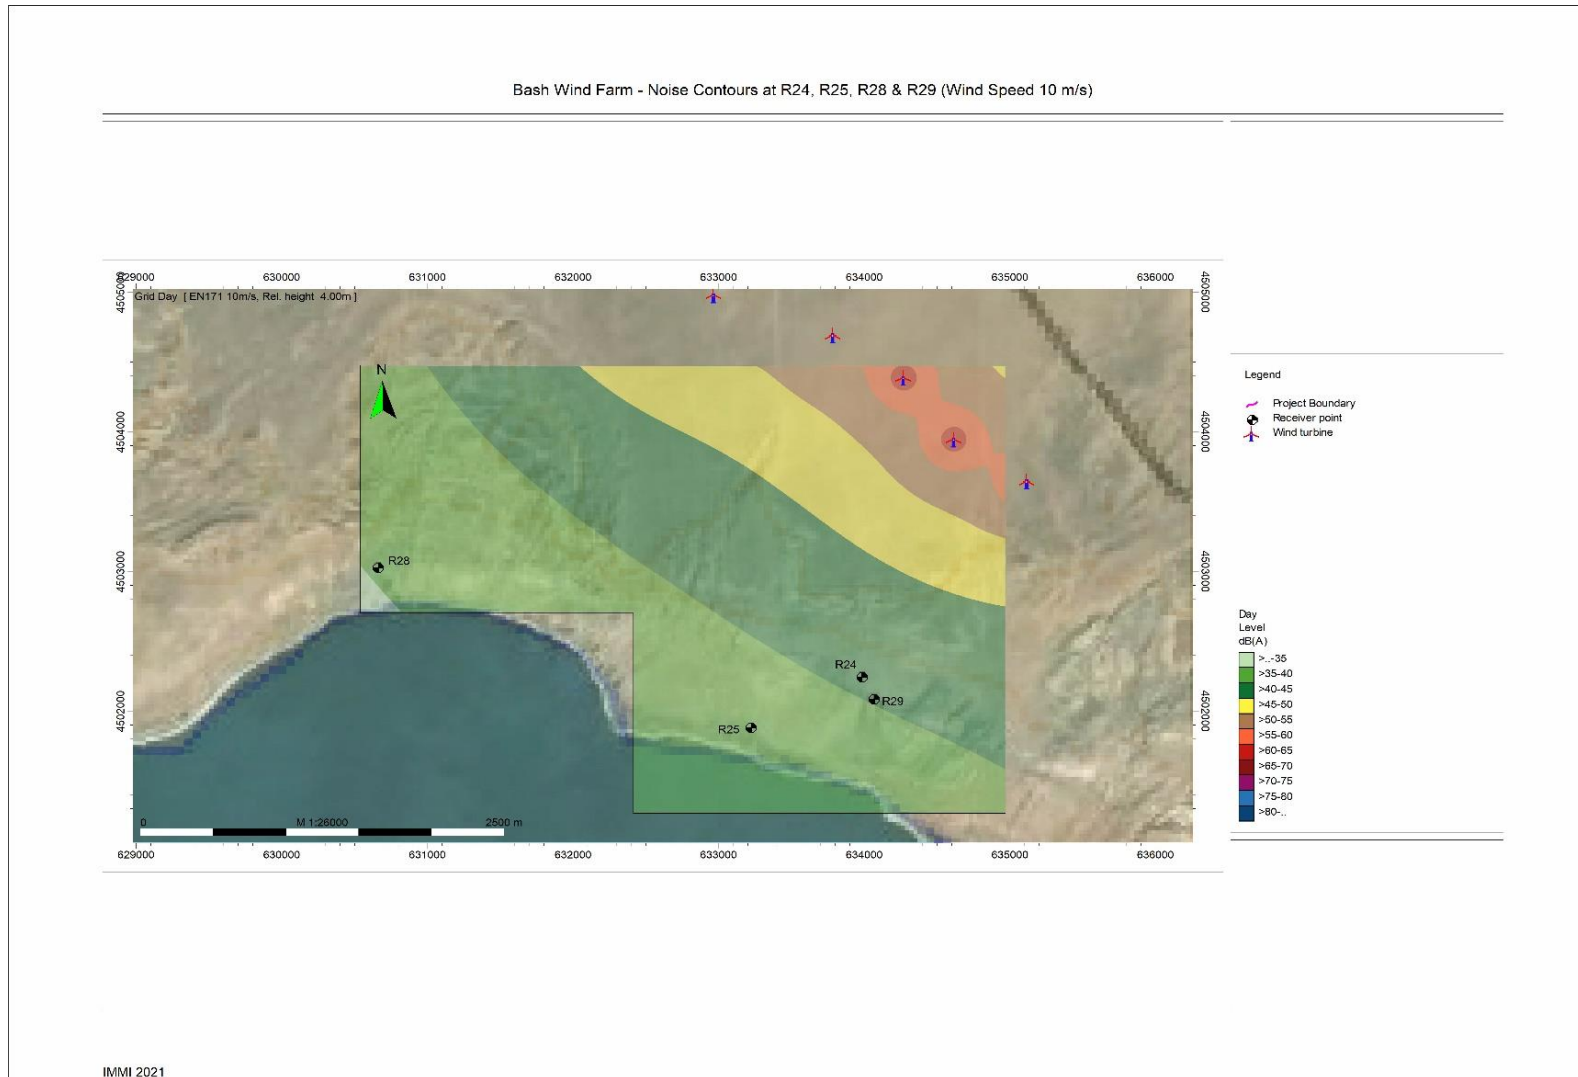 Bash Wind Farm - Noise Contours at R24, R25, R28 & R29 (Wind Speed 10 m/s)
629000 630000 631000 632000 633000 634000 635000 636000
Grid Day [ EN171 10m/s, Rel. height 4.00m ]
4505000 4505000
N
4504000 4504000
R28
4503000 4503000
R24
R29
4502000 4502000
R25
0 M 1:26000 2500 m
629000 630000 631000 632000 633000 634000 635000 636000
Legend
Project Boundary
Receiver point
Wind turbine
Day
Level
dB(A)
>..-35
>35-40
>40-45
>45-50
>50-55
>55-60
>60-65
>65-70
>70-75
>75-80
>80-..
IMMI 2021